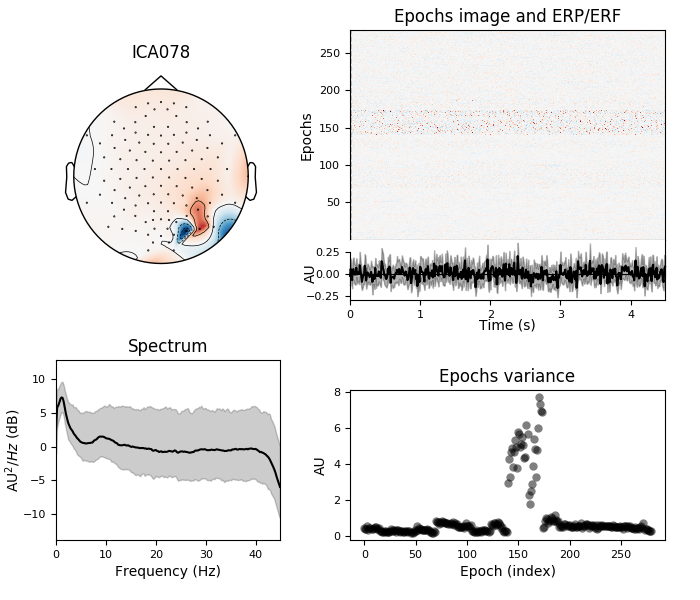 ICA078
Epochs image and ERP/ERF
Epochs
250
200
150
100
50
AU
0.25
0.00
−0.25
0 1 2 3 4
Time (s)
Spectrum
AU²/Hz (dB)
10
5
0
−5
−10
0 10 20 30 40
Frequency (Hz)
Epochs variance
AU
8
6
4
2
0
0 50 100 150 200 250
Epoch (index)